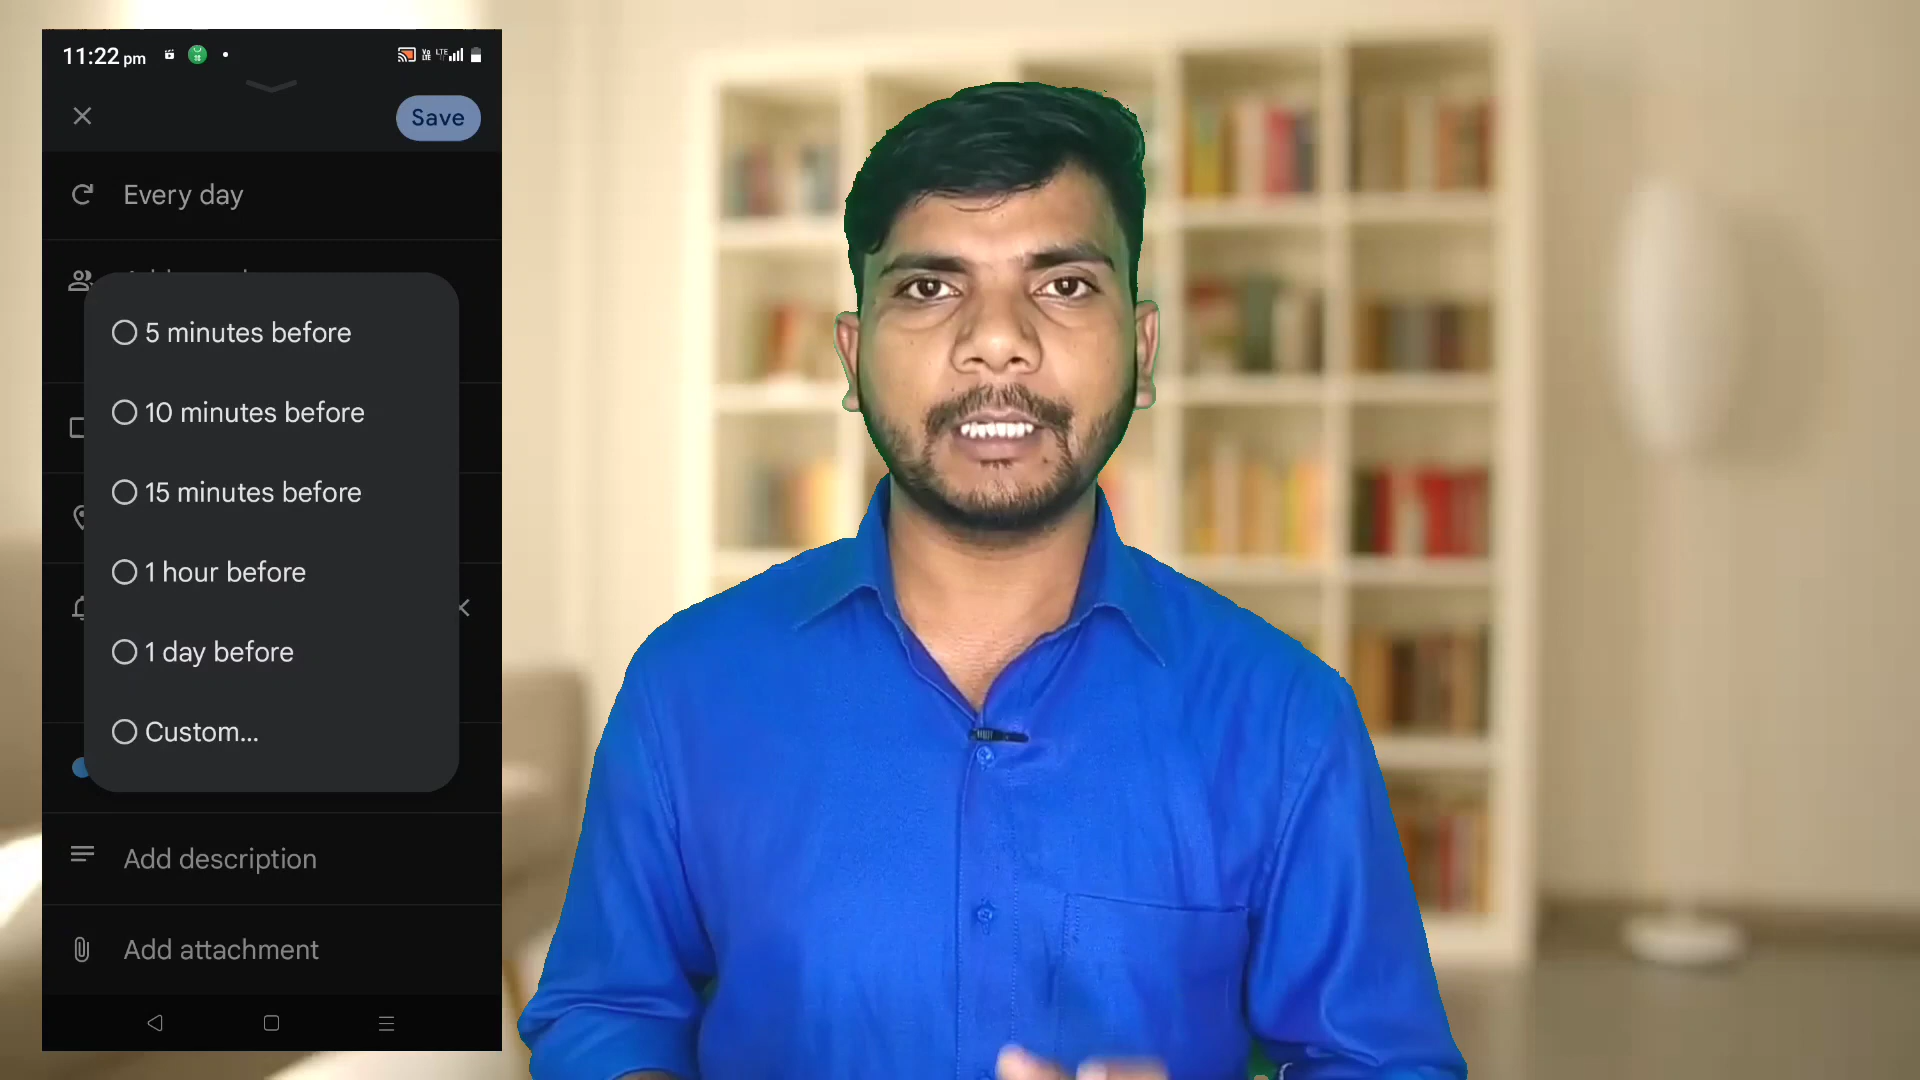 11:22 pm
Save
Every day
5 minutes before
10 minutes before
15 minutes before
1 hour before
1 day before
Custom...
Add description
Add attachment